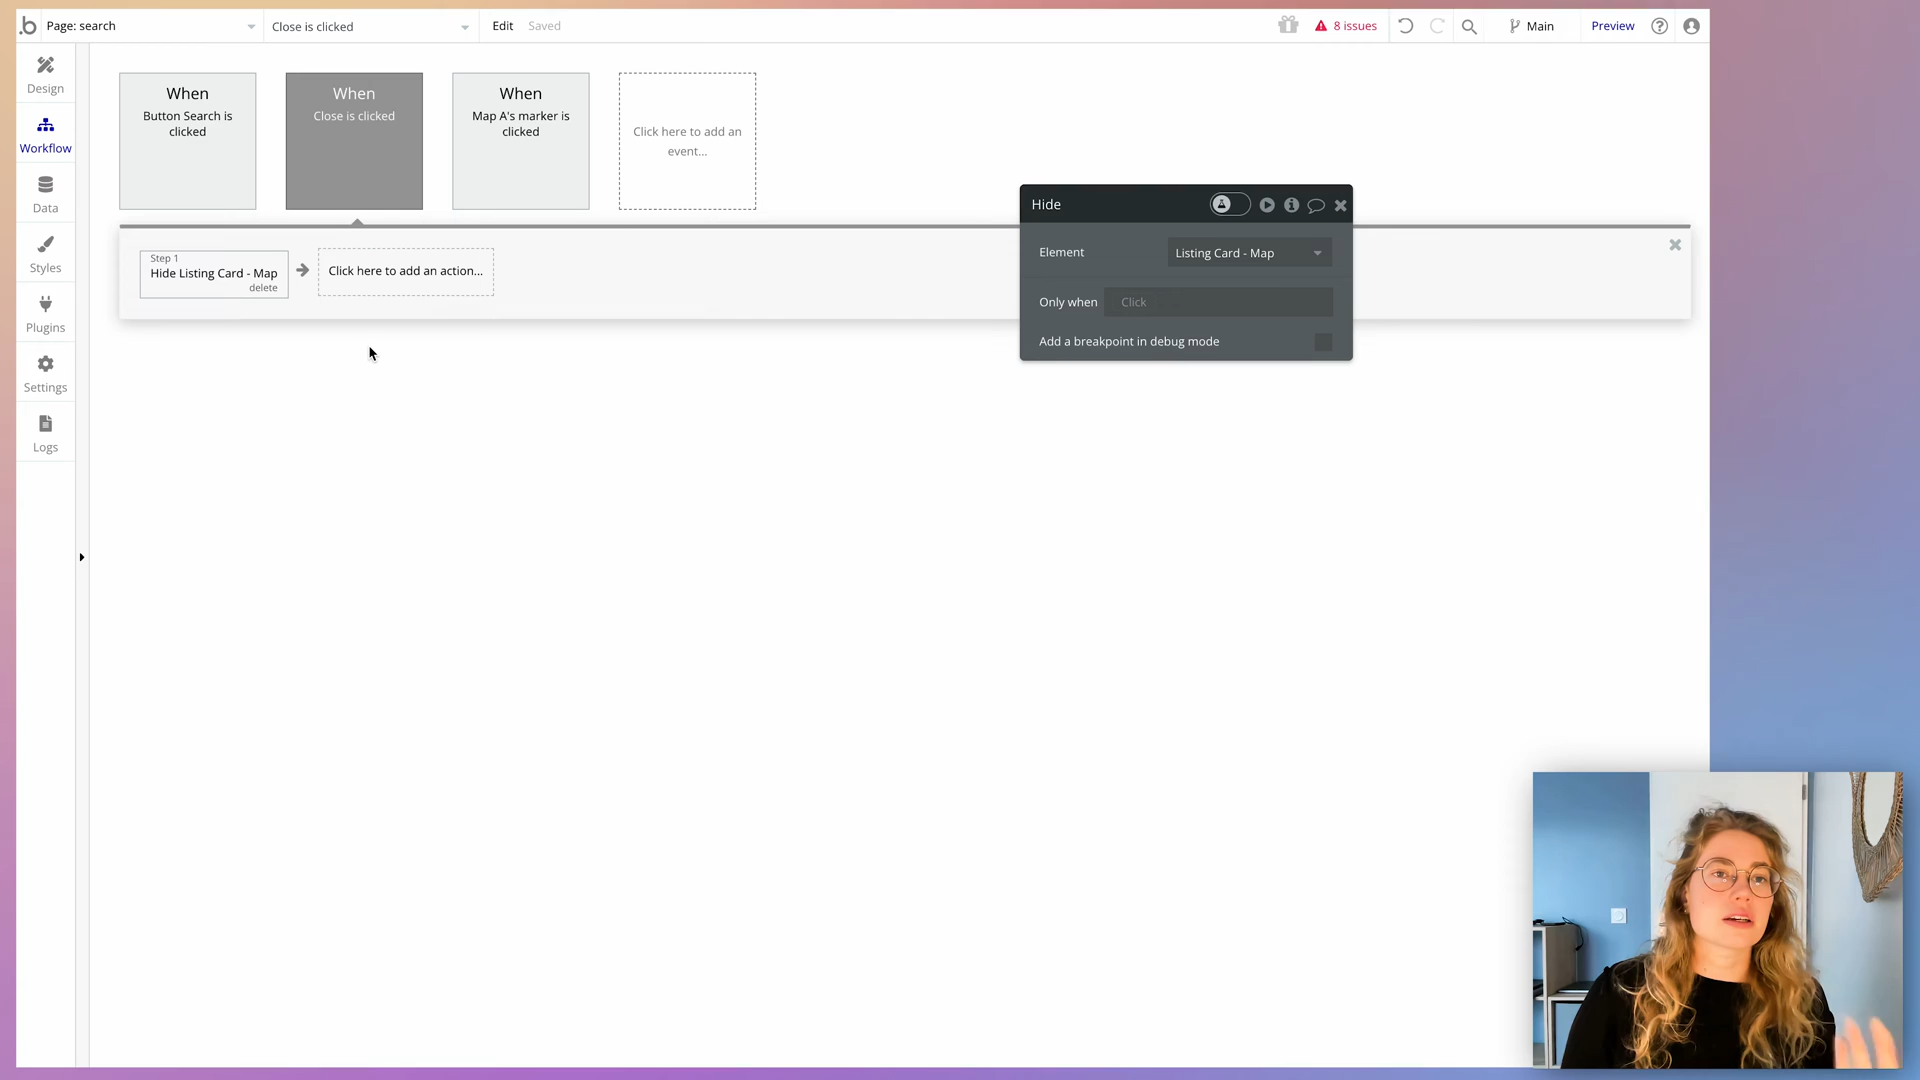 .b
Page: search
Close is clicked
Edit
Saved
8 issues
Main
Preview
Design
Workflow
Data
Styles
Plugins
Settings
Logs
When
Button Search is
clicked
When
Close is clicked
When
Map A's marker is
clicked
Click here to add an
event...
Step 1
Hide Listing Card - Map
delete
Click here to add an action...
Hide
Element
Listing Card - Map
Only when
Click
Add a breakpoint in debug mode